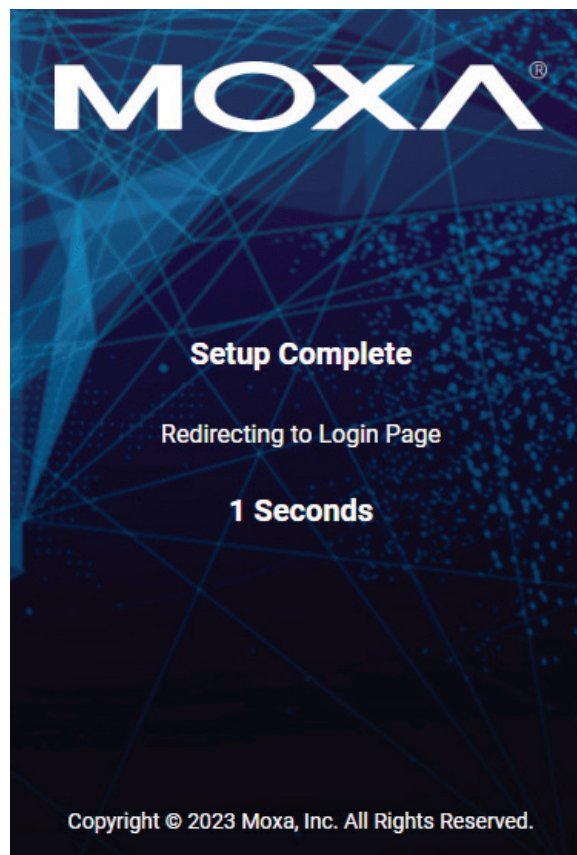 MOXA®
Setup Complete
Redirecting to Login Page
1 Seconds
Copyright © 2023 Moxa, Inc. All Rights Reserved.